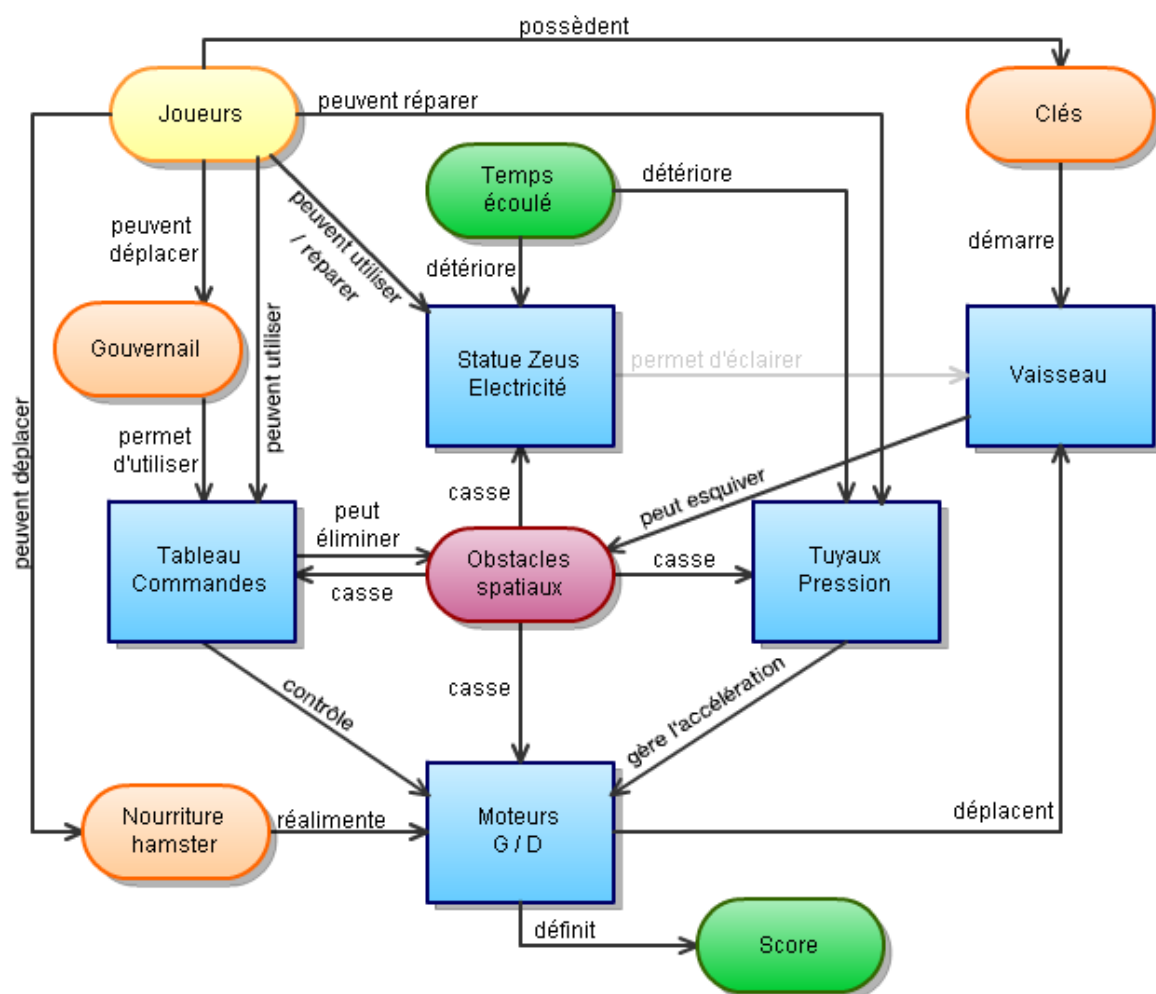 possèdent
Joueurs
peuvent réparer
Clés
Temps
écoulé
détériore
peuvent
déplacer
peuvent utiliser
/ réparer
démarre
détériore
peuvent utiliser
Gouvernail
Statue Zeus
Electricité
permet d'éclairer
Vaisseau
peuvent déplacer
permet
d'utiliser
casse
peut esquiver
peut
éliminer
Tableau
Commandes
Obstacles
spatiaux
casse
Tuyaux
Pression
casse
contrôle
casse
gère l'accélération
Nourriture
hamster
réalimente
Moteurs
G / D
déplacent
définit
Score